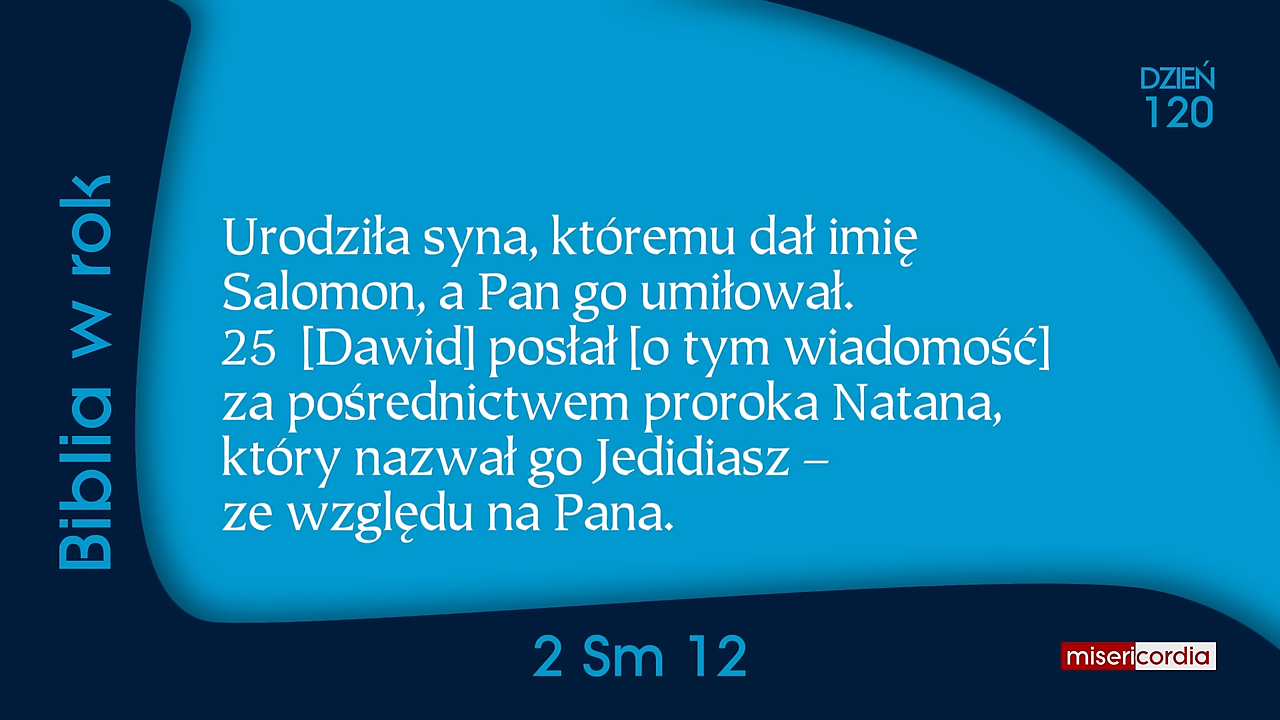 DZIEŃ
120
Biblia w rok
Urodziła syna, któremu dał imię
Salomon, a Pan go umiłował.
25 [Dawid] posłał [o tym wiadomość]
za pośrednictwem proroka Natana,
który nazwał go Jedidiasz –
ze względu na Pana.
2 Sm 12
misericordia